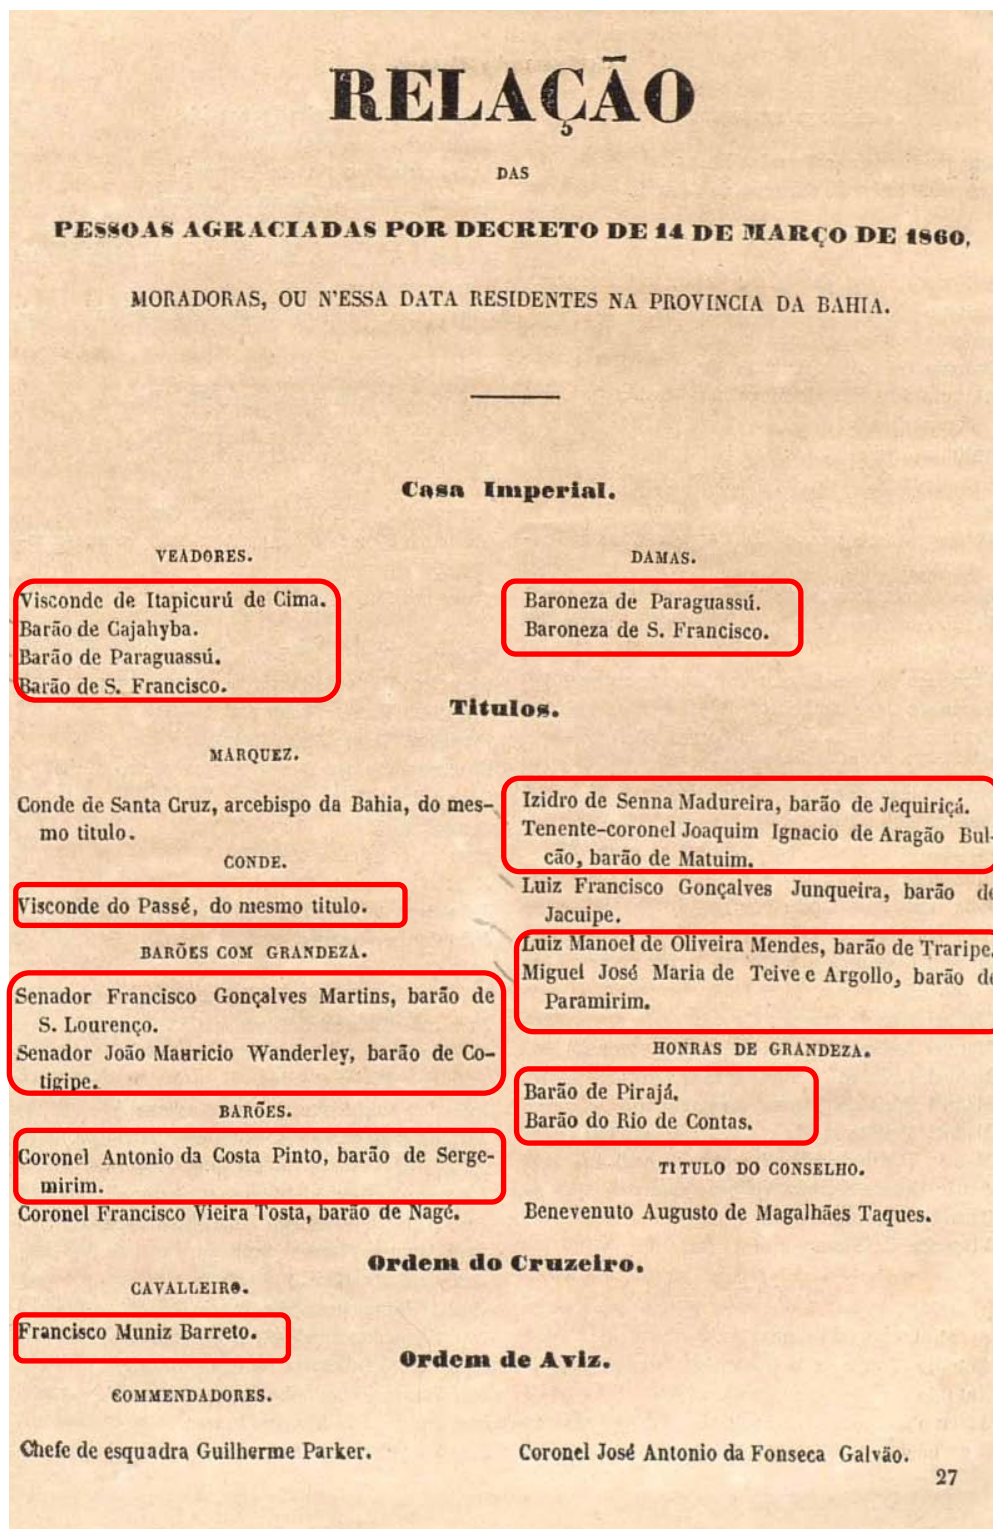 RELAÇÃO
DAS
PESSOAS AGRACIADAS POR DECRETO DE 14 DE MARÇO DE 1860,
MORADORAS, OU N'ESSA DATA RESIDENTES NA PROVINCIA DA BAHIA.
Casa Imperial.
VEADORES.
Visconde de Itapicurú de Cima.
Barão de Cajahyba.
Barão de Paraguassú.
Barão de S. Francisco.
DAMAS.
Baroneza de Paraguassú.
Baroneza de S. Francisco.
Titulos.
MARQUEZ.
Conde de Santa Cruz, arcebispo da Bahia, do mes-
mo titulo.
CONDE.
Visconde do Passé, do mesmo titulo.
BARÕES COM GRANDEZA.
Senador Francisco Gonçalves Martins, barão de
S. Lourenço.
Senador João Mauricio Wanderley, barão de Co-
tigipe.
BARÕES.
Coronel Antonio da Costa Pinto, barão de Serge-
mirim.
Coronel Francisco Vieira Tosta, barão de Nagé.
Izidro de Senna Madureira, barão de Jequiriçá.
Tenente-coronel Joaquim Ignacio de Aragão Bul-
cão, barão de Matuim.
Luiz Francisco Gonçalves Junqueira, barão de
Jacuipe.
Luiz Manoel de Oliveira Mendes, barão de Traripe.
Miguel José Maria de Teive e Argollo, barão de
Paramirim.
HONRAS DE GRANDEZA.
Barão de Pirajá.
Barão do Rio de Contas.
TITULO DO CONSELHO.
Benevenuto Augusto de Magalhães Taques.
Ordem do Cruzeiro.
CAVALLEIRO.
Francisco Muniz Barreto.
Ordem de Aviz.
COMMENDADORES.
Chefe de esquadra Guilherme Parker.
Coronel José Antonio da Fonseca Galvão.
27